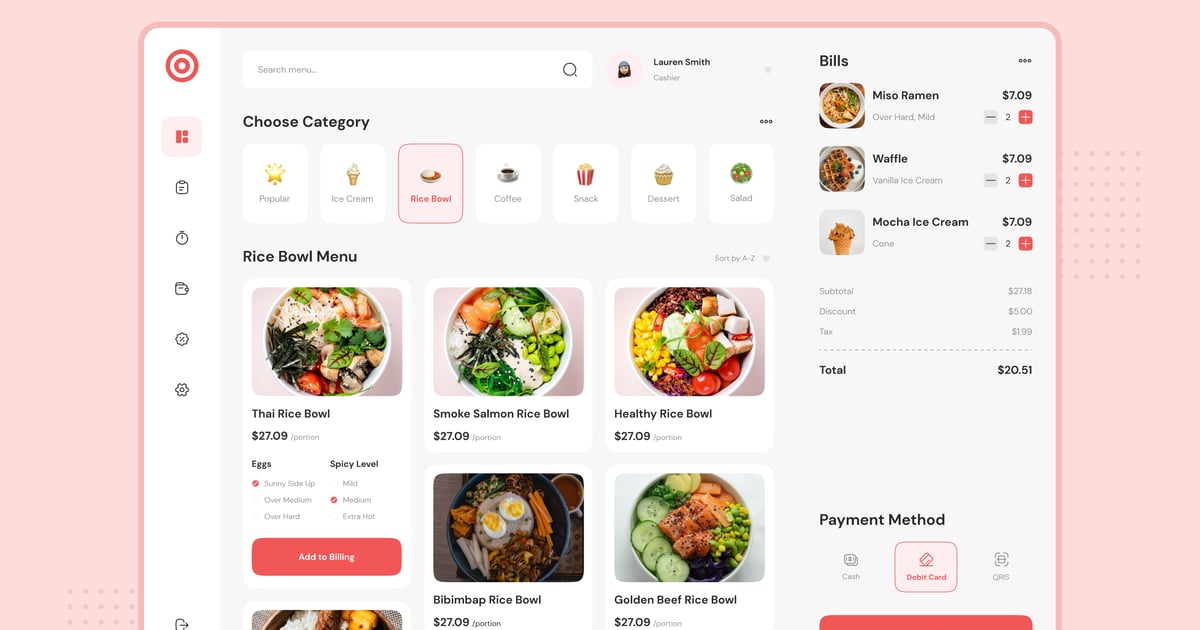 Search menu...
Lauren Smith
Cashier
Choose Category
Popular
Ice Cream
Rice Bowl
Coffee
Snack
Dessert
Salad
Rice Bowl Menu
Sort by A-Z
Thai Rice Bowl
$27.09 /portion
Eggs
Spicy Level
Sunny Side Up
Mild
Over Medium
Medium
Over Hard
Extra Hot
Add to Billing
Smoke Salmon Rice Bowl
$27.09 /portion
Healthy Rice Bowl
$27.09 /portion
Bibimbap Rice Bowl
$27.09 /portion
Golden Beef Rice Bowl
$27.09 /portion
Bills
Miso Ramen
$7.09
Over Hard, Mild
2
Waffle
$7.09
Vanilla Ice Cream
2
Mocha Ice Cream
$7.09
Cone
2
Subtotal
$27.18
Discount
$5.00
Tax
$1.99
Total
$20.51
Payment Method
Cash
Debit Card
QRIS